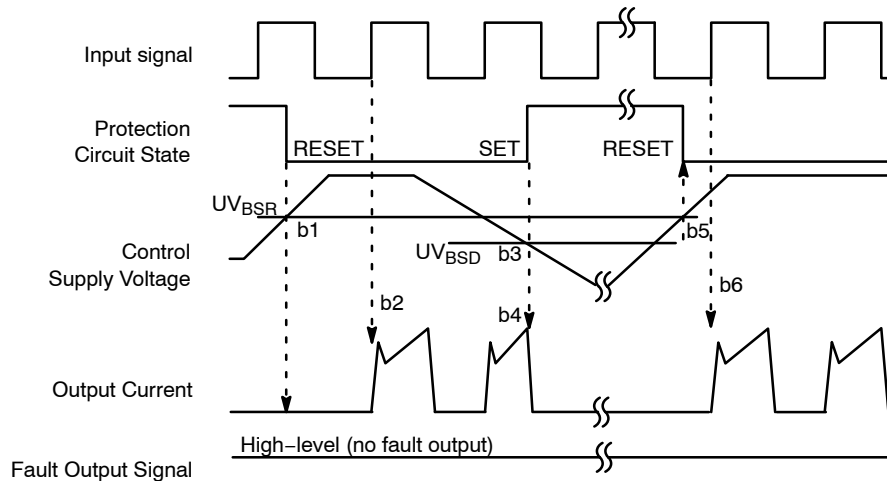 Input signal
Protection
Circuit State
RESET
SET
RESET
UVBSR
b1
b3
b5
Control
Supply Voltage
UVBSD
b2
b4
b6
Output Current
High−level (no fault output)
Fault Output Signal